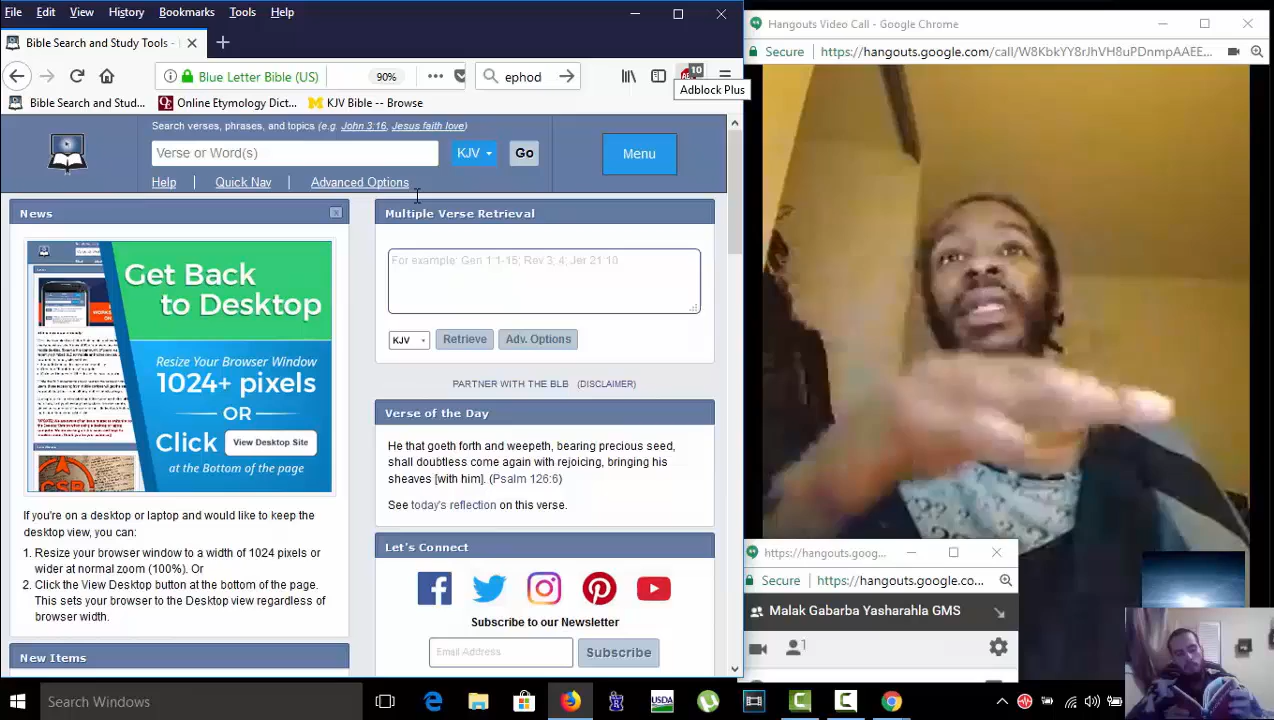 File Edit View History Bookmarks Tools Help
Bible Search and Study Tools -
Blue Letter Bible (US) 90% ephod 10
Adblock Plus
Bible Search and Stud... Online Etymology Dict... KJV Bible -- Browse
Search verses, phrases, and topics (e.g. John 3:16, Jesus faith love)
Verse or Word(s) KJV Go Menu
Help Quick Nav Advanced Options
News
Get Back
to Desktop
Resize Your Browser Window
1024+ pixels
OR
Click View Desktop Site
at the Bottom of the page
CSB
If you're on a desktop or laptop and would like to keep the
desktop view, you can:
1. Resize your browser window to a width of 1024 pixels or
wider at normal zoom (100%). Or
2. Click the View Desktop button at the bottom of the page.
This sets your browser to the Desktop view regardless of
browser width.
New Items
Multiple Verse Retrieval
For example: Gen 1:1-15; Rev 3; 4; Jer 21:10
KJV Retrieve Adv. Options
PARTNER WITH THE BLB (DISCLAIMER)
Verse of the Day
He that goeth forth and weepeth, bearing precious seed,
shall doubtless come again with rejoicing, bringing his
sheaves [with him]. (Psalm 126:6)
See today's reflection on this verse.
Let's Connect
Subscribe to our Newsletter
Email Address Subscribe
Hangouts Video Call - Google Chrome
Secure https://hangouts.google.com/call/W8KbkYY8rJhVH8uPDnmpAAEE...
https://hangouts.goog...
Secure https://hangouts.google.co...
Malak Gabarba Yasharahla GMS
1
Search Windows
USDA